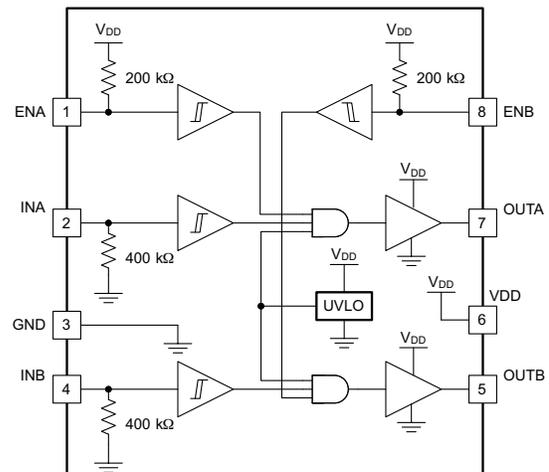 VDD
VDD
200 kΩ
200 kΩ
ENA
1
8
ENB
VDD
INA
2
7
OUTA
400 kΩ
VDD
VDD
VDD
UVLO
6
GND
3
VDD
INB
4
5
OUTB
400 kΩ